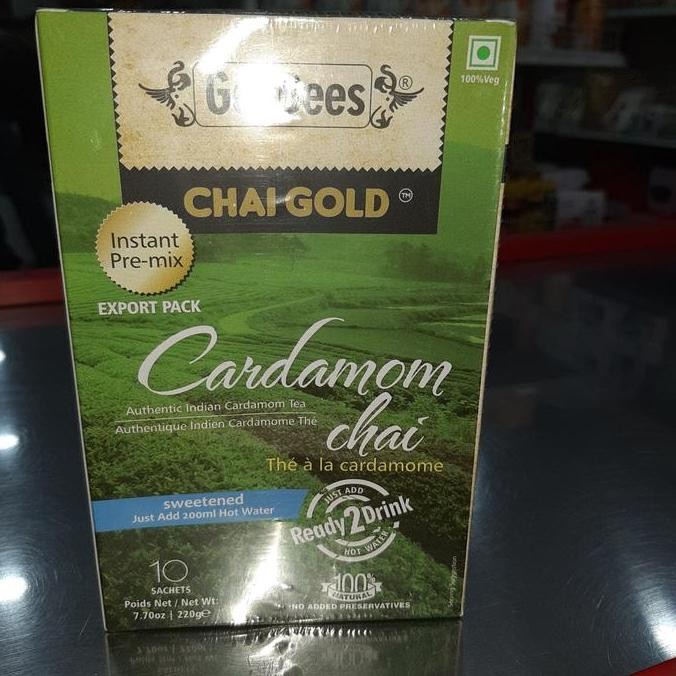 ®
100%Veg
CHAI GOLD ™
Instant
Pre-mix
EXPORT PACK
Cardamom
chai
Authentic Indian Cardamom Tea
Authentique Indien Cardamome The
Thé à la cardamome
sweetened
Just Add 200ml Hot Water
JUST ADD
Ready2Drink
HOT WATER
10
SACHETS
Poids Net / Net Wt:
7.70oz | 220g℮
100%
NATURAL
NO ADDED PRESERVATIVES